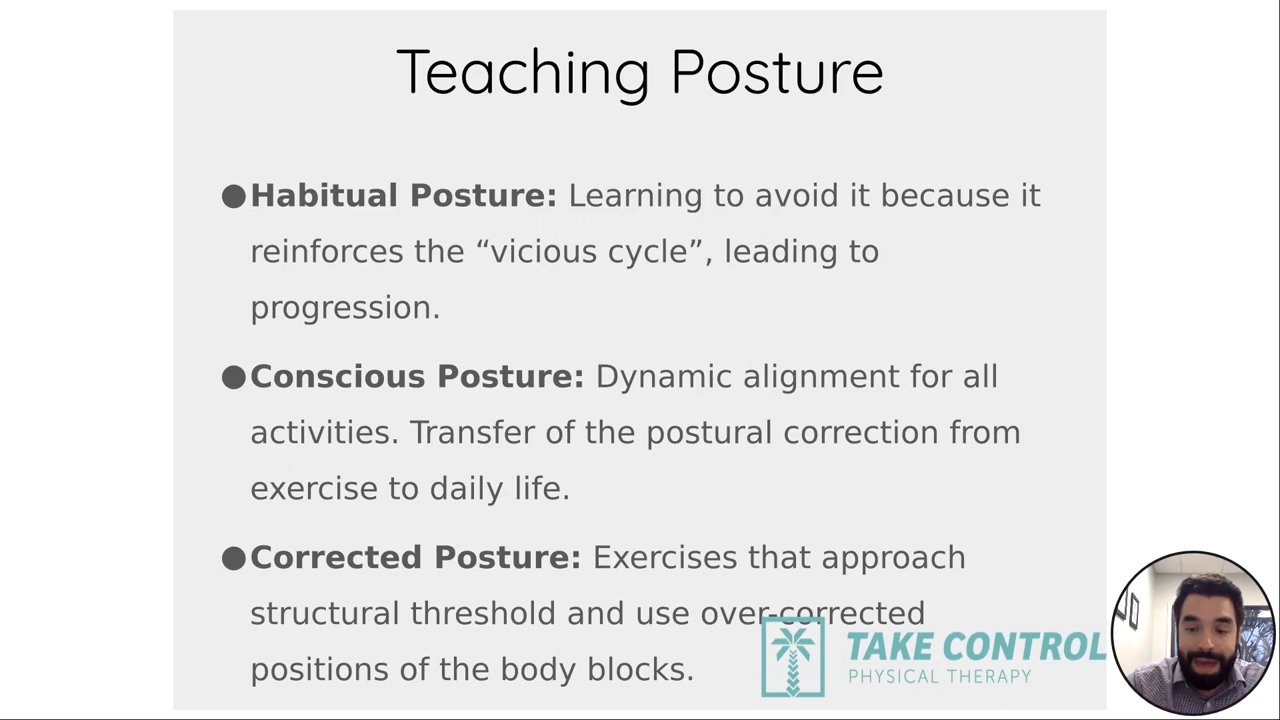 Teaching Posture
●Habitual Posture: Learning to avoid it because it
reinforces the “vicious cycle”, leading to
progression.
●Conscious Posture: Dynamic alignment for all
activities. Transfer of the postural correction from
exercise to daily life.
●Corrected Posture: Exercises that approach
structural threshold and use over-corrected
positions of the body blocks.
TAKE CONTROL
PHYSICAL THERAPY